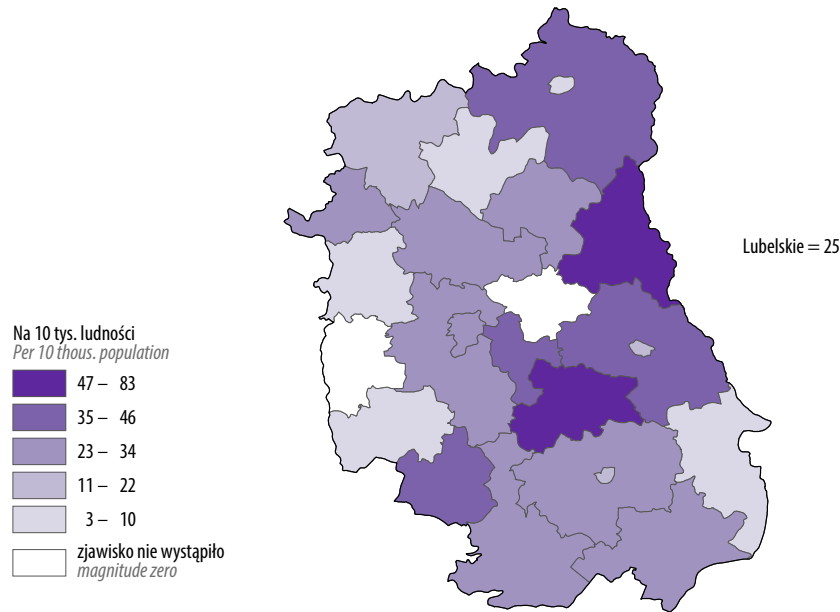 Lubelskie = 25
Na 10 tys. ludności
Per 10 thous. population
47 – 83
35 – 46
23 – 34
11 – 22
3 – 10
zjawisko nie wystąpiło
magnitude zero